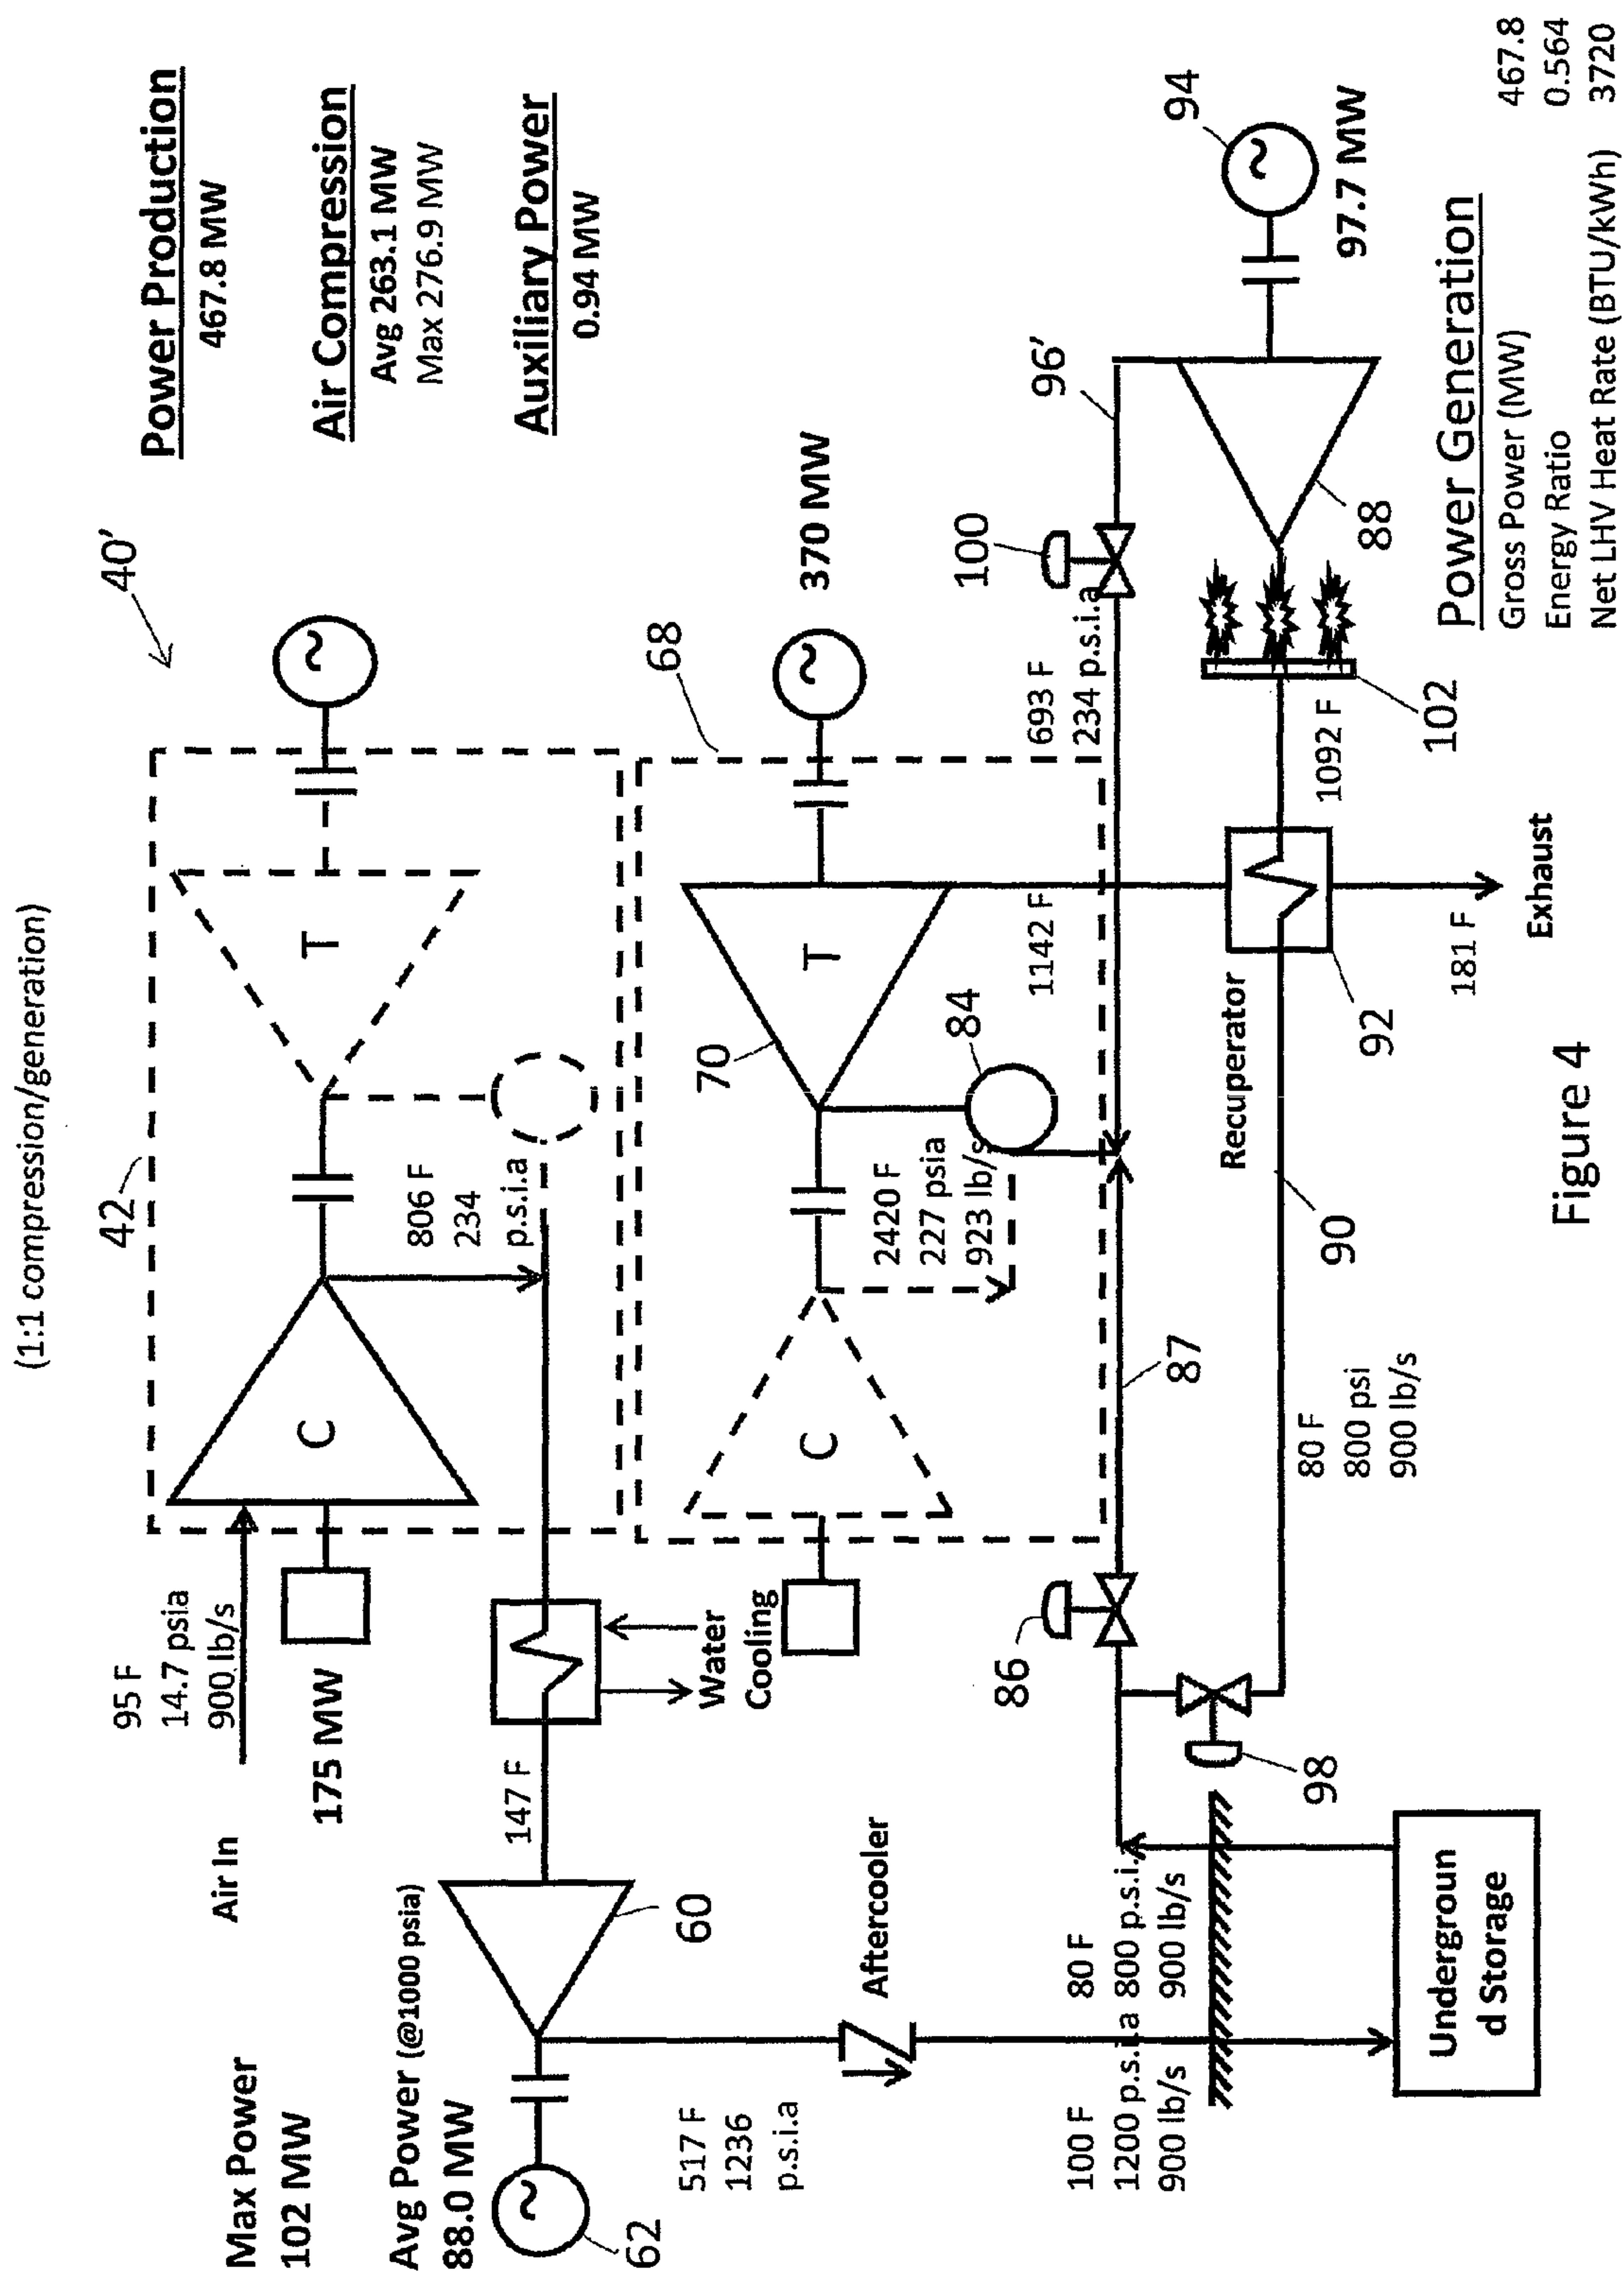 (1:1 compression/generation)
40'
Power Production
467.8 MW
Air Compression
Avg 263.1 MW
Max 276.9 MW
Auxiliary Power
0.94 MW
42
Air In
95 F
14.7 psia
900 lb/s
175 MW
C
T
806 F
234
p.s.i.a
Max Power
102 MW
Avg Power (@1000 psia)
88.0 MW
62
60
147 F
Water
Cooling
517 F
1236
p.s.i.a
Aftercooler
68
C
T
70
370 MW
2420 F
227 psia
923 lb/s
84
1142 F
693 F
234 p.s.i.a
100
96'
94
97.7 MW
86
87
100 F
1200 p.s.i.a
900 lb/s
80 F
800 p.s.i.
900 lb/s
98
80 F
800 psi
900 lb/s
90
Recuperator
92
1092 F
102
88
181 F
Exhaust
Undergroun
d Storage
Power Generation
Gross Power (MW) 467.8
Energy Ratio 0.564
Net LHV Heat Rate (BTU/kWh) 3720
Figure 4